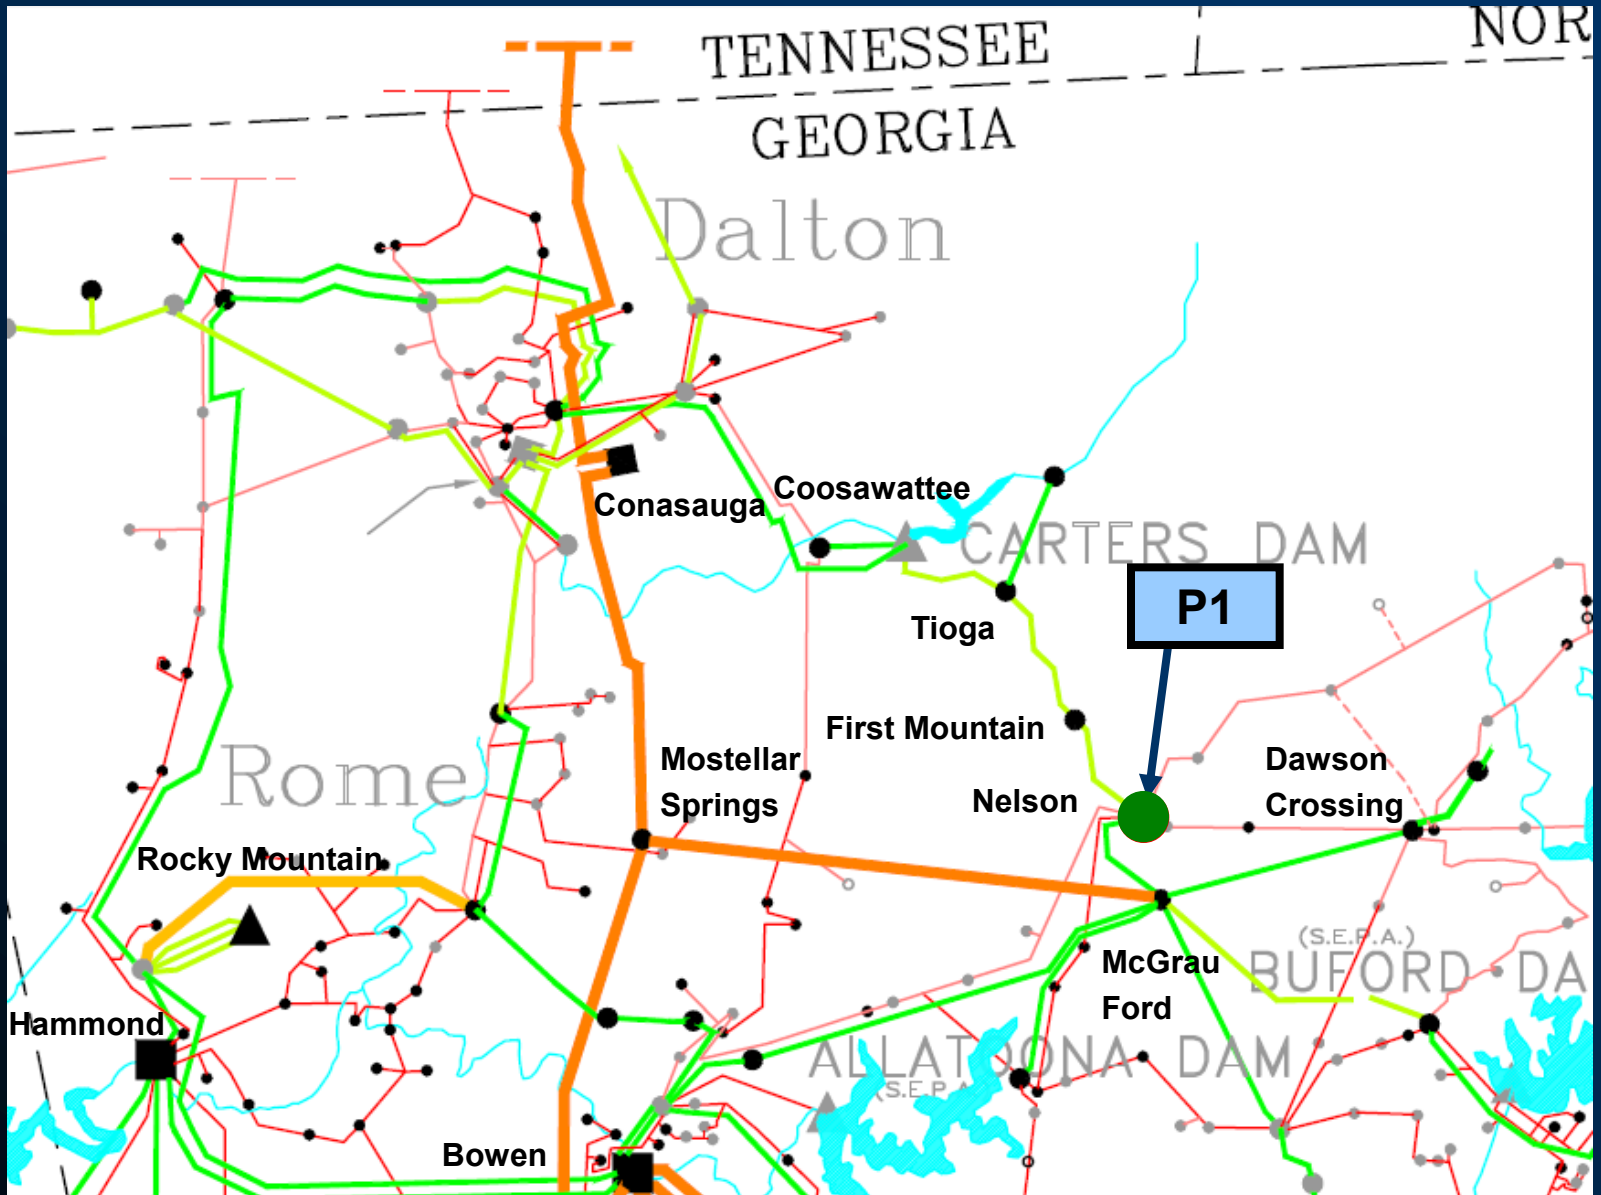 TENNESSEE
NOR
GEORGIA
Dalton
Conasauga
Coosawattee
CARTERS DAM
P1
Tioga
First Mountain
Rome
Mostellar
Springs
Nelson
Dawson
Crossing
Rocky Mountain
(S.E.P.A.)
BUFORD DA
McGrau
Ford
Hammond
ALLATOONA DAM
(S.E.P.A
Bowen